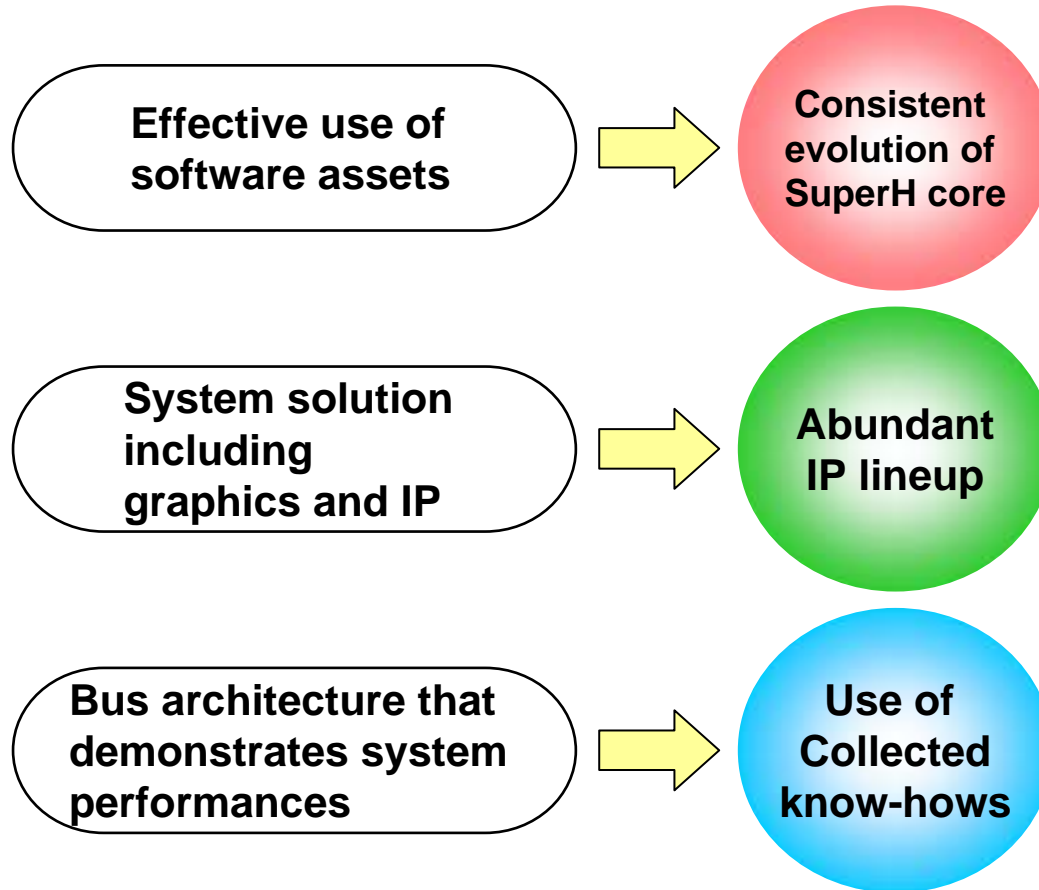 Effective use of
software assets
Consistent
evolution of
SuperH core
System solution
including
graphics and IP
Abundant
IP lineup
Bus architecture that
demonstrates system
performances
Use of
Collected
know-hows